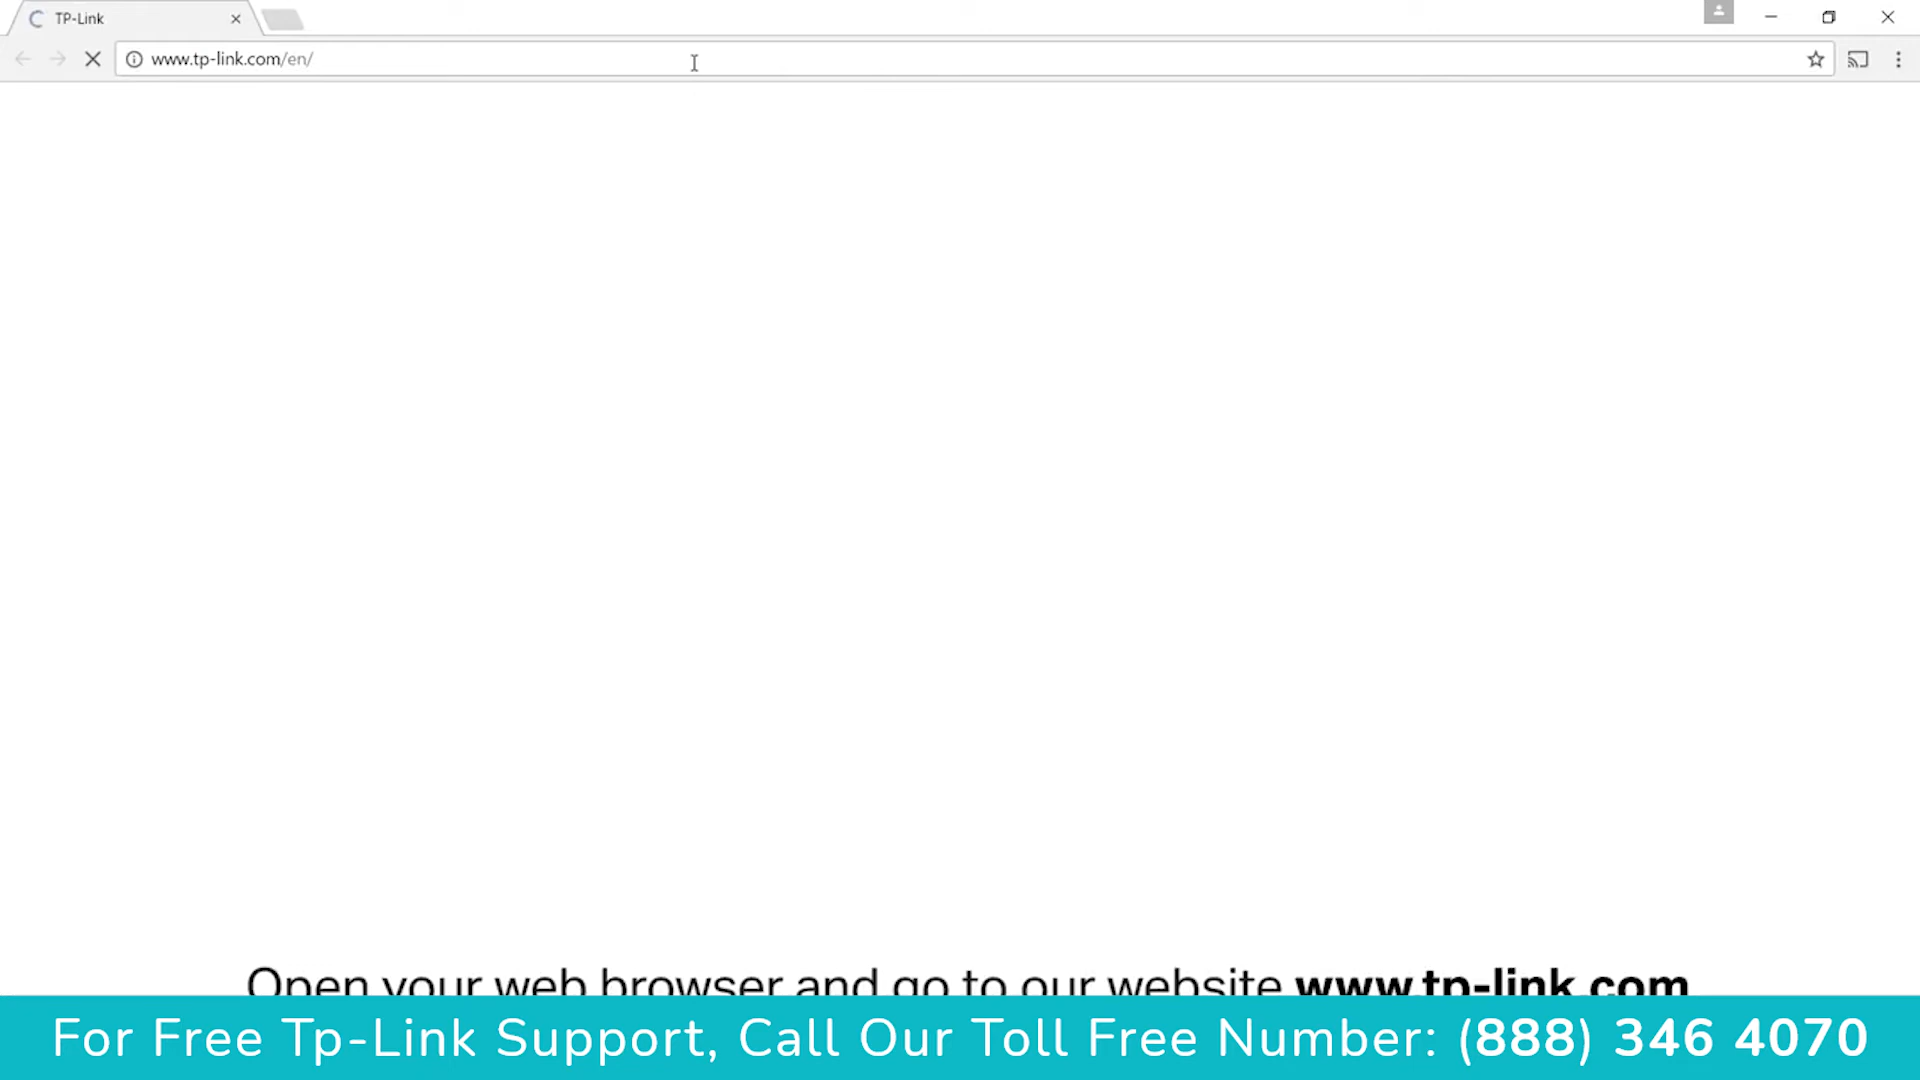 TP-Link
www.tp-link.com/en/
Open your web browser and go to our website www.tp-link.com
For Free Tp-Link Support, Call Our Toll Free Number: (888) 346 4070